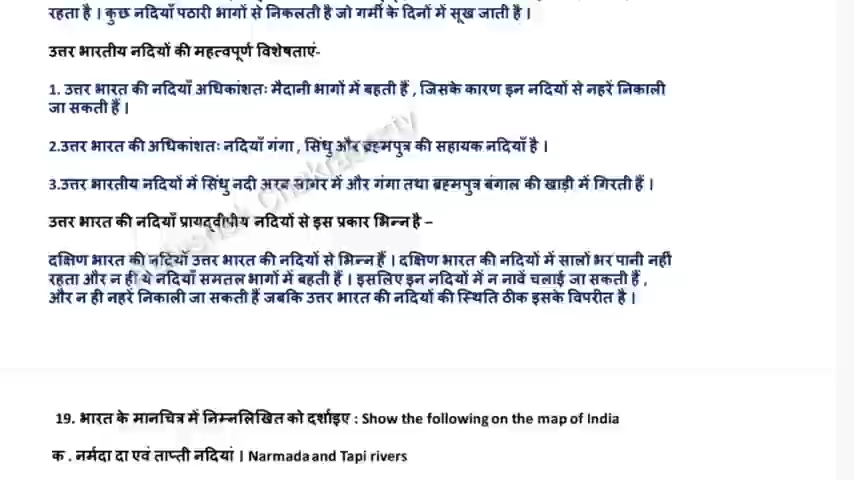 रहता है । कुछ नदियाँ पठारी भागों से निकलती है जो गर्मी के दिनों में सूख जाती है ।
उत्तर भारतीय नदियों की महत्वपूर्ण विशेषताएं-
1. उत्तर भारत की नदियाँ अधिकांशतः मैदानी भागों में बहती हैं , जिसके कारण इन नदियों से नहरें निकाली
जा सकती हैं ।
2.उत्तर भारत की अधिकांशतः नदियाँ गंगा , सिंधु और ब्रहमपुत्र की सहायक नदियाँ है ।
3.उत्तर भारतीय नदियों में सिंधु नदी अरब सागर में और गंगा तथा ब्रहमपुत्र बंगाल की खाड़ी में गिरती हैं ।
उत्तर भारत की नदियाँ प्रायद्वीपीय नदियों से इस प्रकार भिन्न है –
दक्षिण भारत की नदियाँ उत्तर भारत की नदियों से भिन्न हैं । दक्षिण भारत की नदियों में सालों भर पानी नहीं
रहता और न ही ये नदियाँ समतल भागों में बहती हैं । इसलिए इन नदियों में न नावें चलाई जा सकती हैं ,
और न ही नहरें निकाली जा सकती हैं जबकि उत्तर भारत की नदियों की स्थिति ठीक इसके विपरीत है ।
19. भारत के मानचित्र में निम्नलिखित को दर्शाइए : Show the following on the map of India
क . नर्मदा दा एवं ताप्ती नदियां । Narmada and Tapi rivers